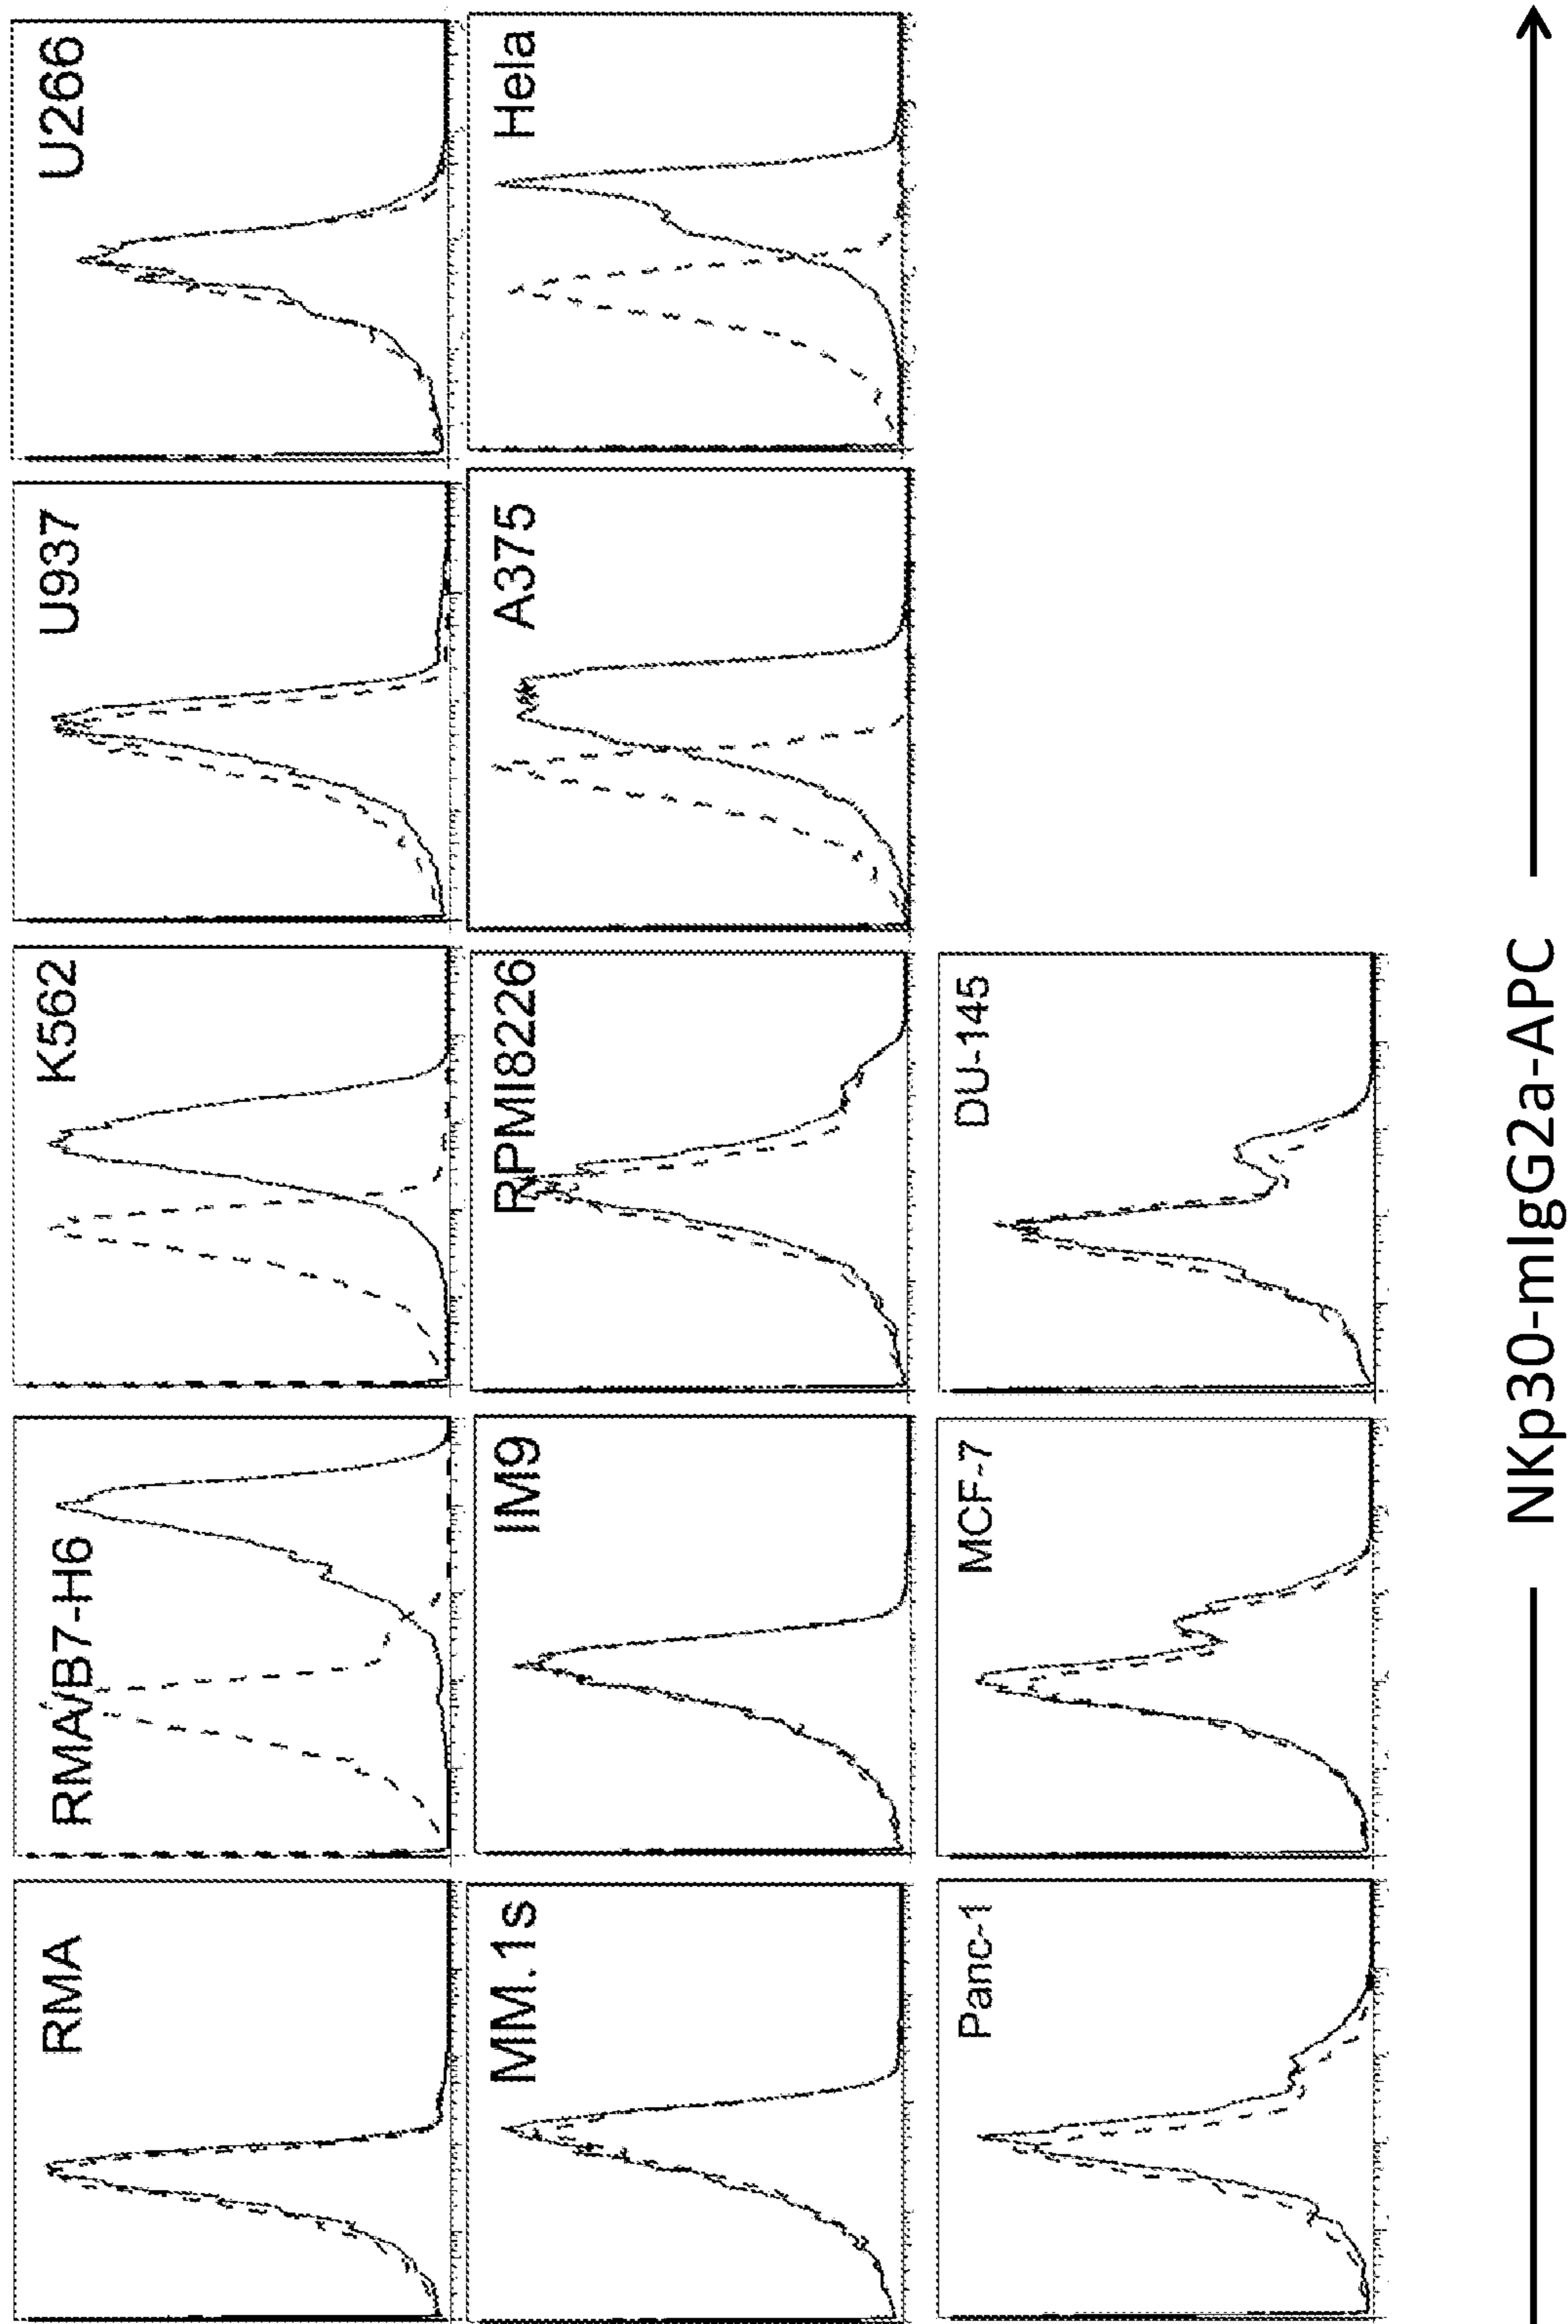 RMA
RMA/B7-H6
K562
U937
U266
MM.1s
IM9
RPMI8226
A375
Hela
Panc-1
MCF-7
DU-145
NKp30-mIgG2a-APC